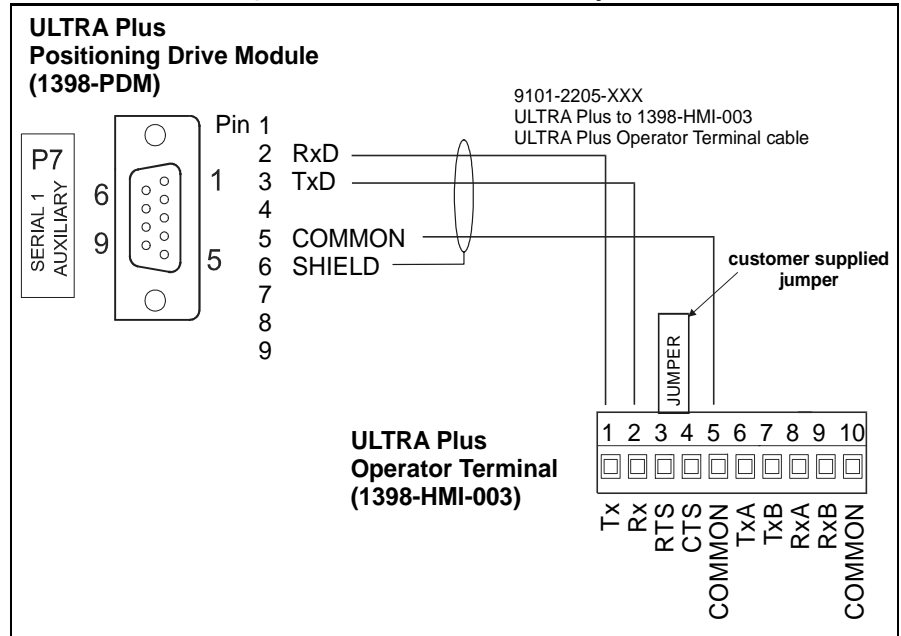 ULTRA Plus
Positioning Drive Module
(1398-PDM)
9101-2205-XXX
ULTRA Plus to 1398-HMI-003
ULTRA Plus Operator Terminal cable
P7
SERIAL 1
AUXILIARY
6
9
1
5
Pin 1
2 RxD
3 TxD
4
5 COMMON
6 SHIELD
7
8
9
customer supplied
jumper
JUMPER
ULTRA Plus
Operator Terminal
(1398-HMI-003)
1 2 3 4 5 6 7 8 9 10
Tx
Rx
RTS
CTS
COMMON
TxA
TxB
RxA
RxB
COMMON